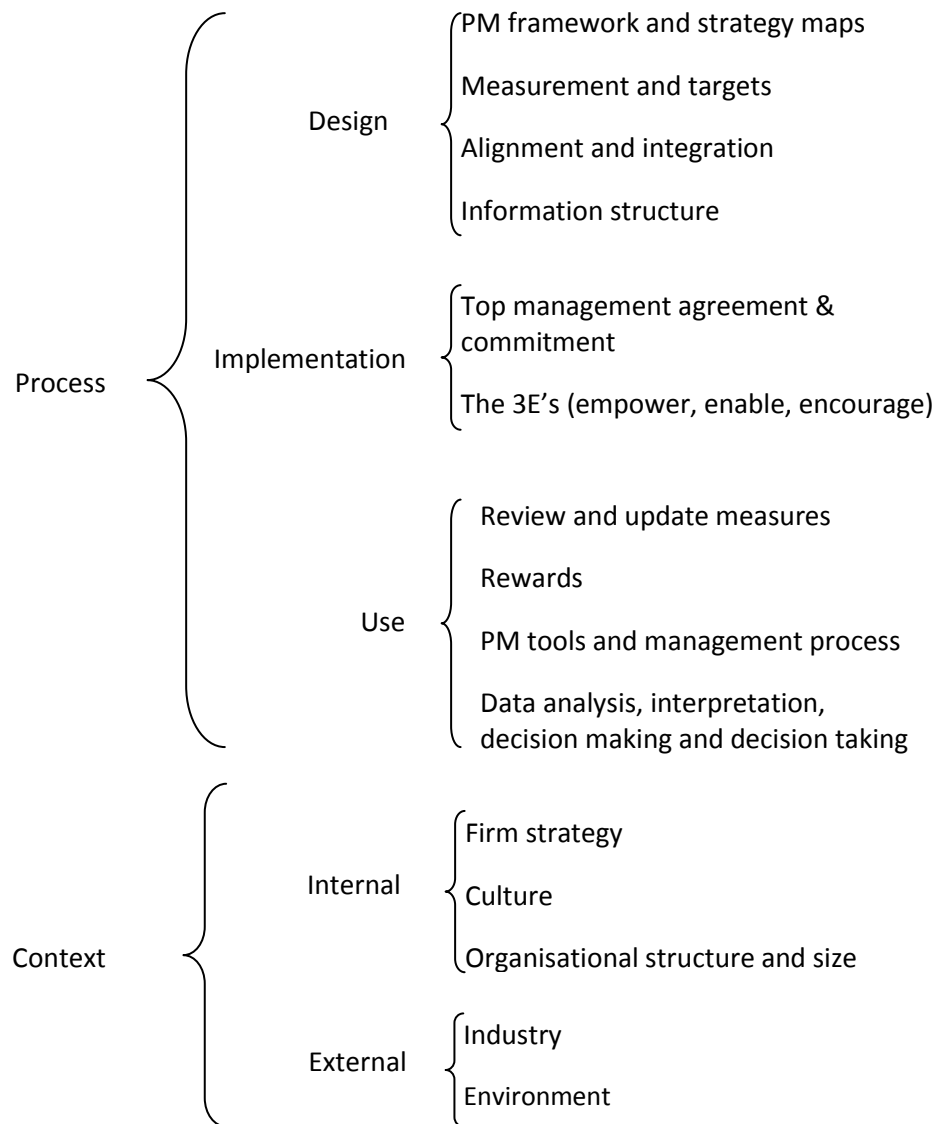 Process
Design
PM framework and strategy maps
Measurement and targets
Alignment and integration
Information structure
Implementation
Top management agreement &
commitment
The 3E’s (empower, enable, encourage)
Use
Review and update measures
Rewards
PM tools and management process
Data analysis, interpretation,
decision making and decision taking
Context
Internal
Firm strategy
Culture
Organisational structure and size
External
Industry
Environment